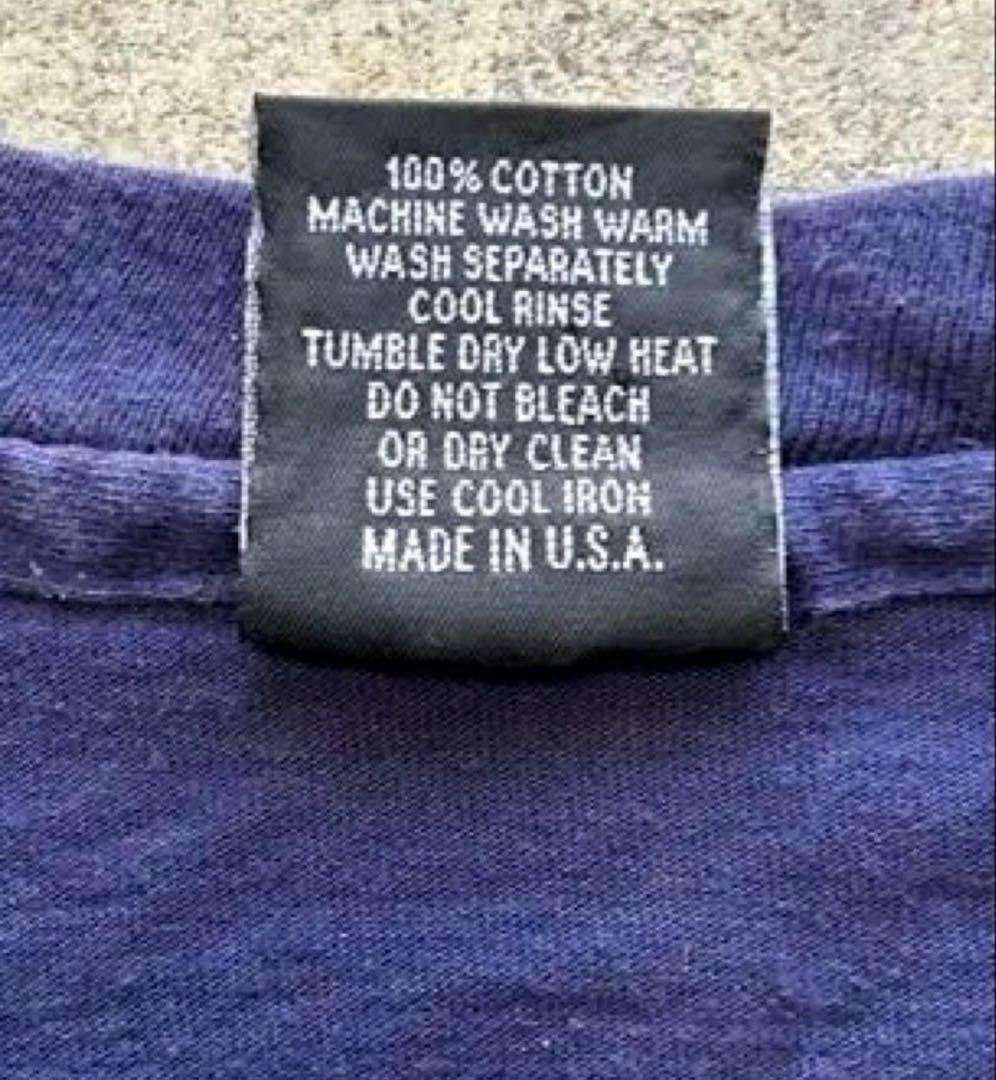 100% COTTON
MACHINE WASH WARM
WASH SEPARATELY
COOL RINSE
TUMBLE DRY LOW HEAT
DO NOT BLEACH
OR DRY CLEAN
USE COOL IRON
MADE IN U.S.A.